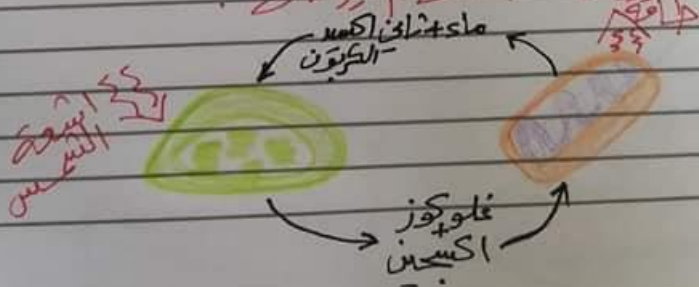 ماء + ثاني اكسيد
الكربون
اشعة
الشمس
غلوكوز
+
اكسجين